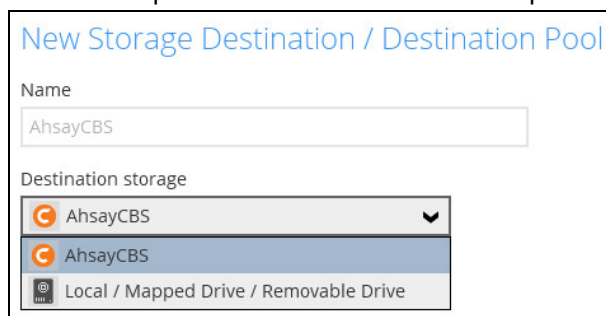 New Storage Destination / Destination Pool
Name
AhsayCBS
Destination storage
AhsayCBS
AhsayCBS
Local / Mapped Drive / Removable Drive